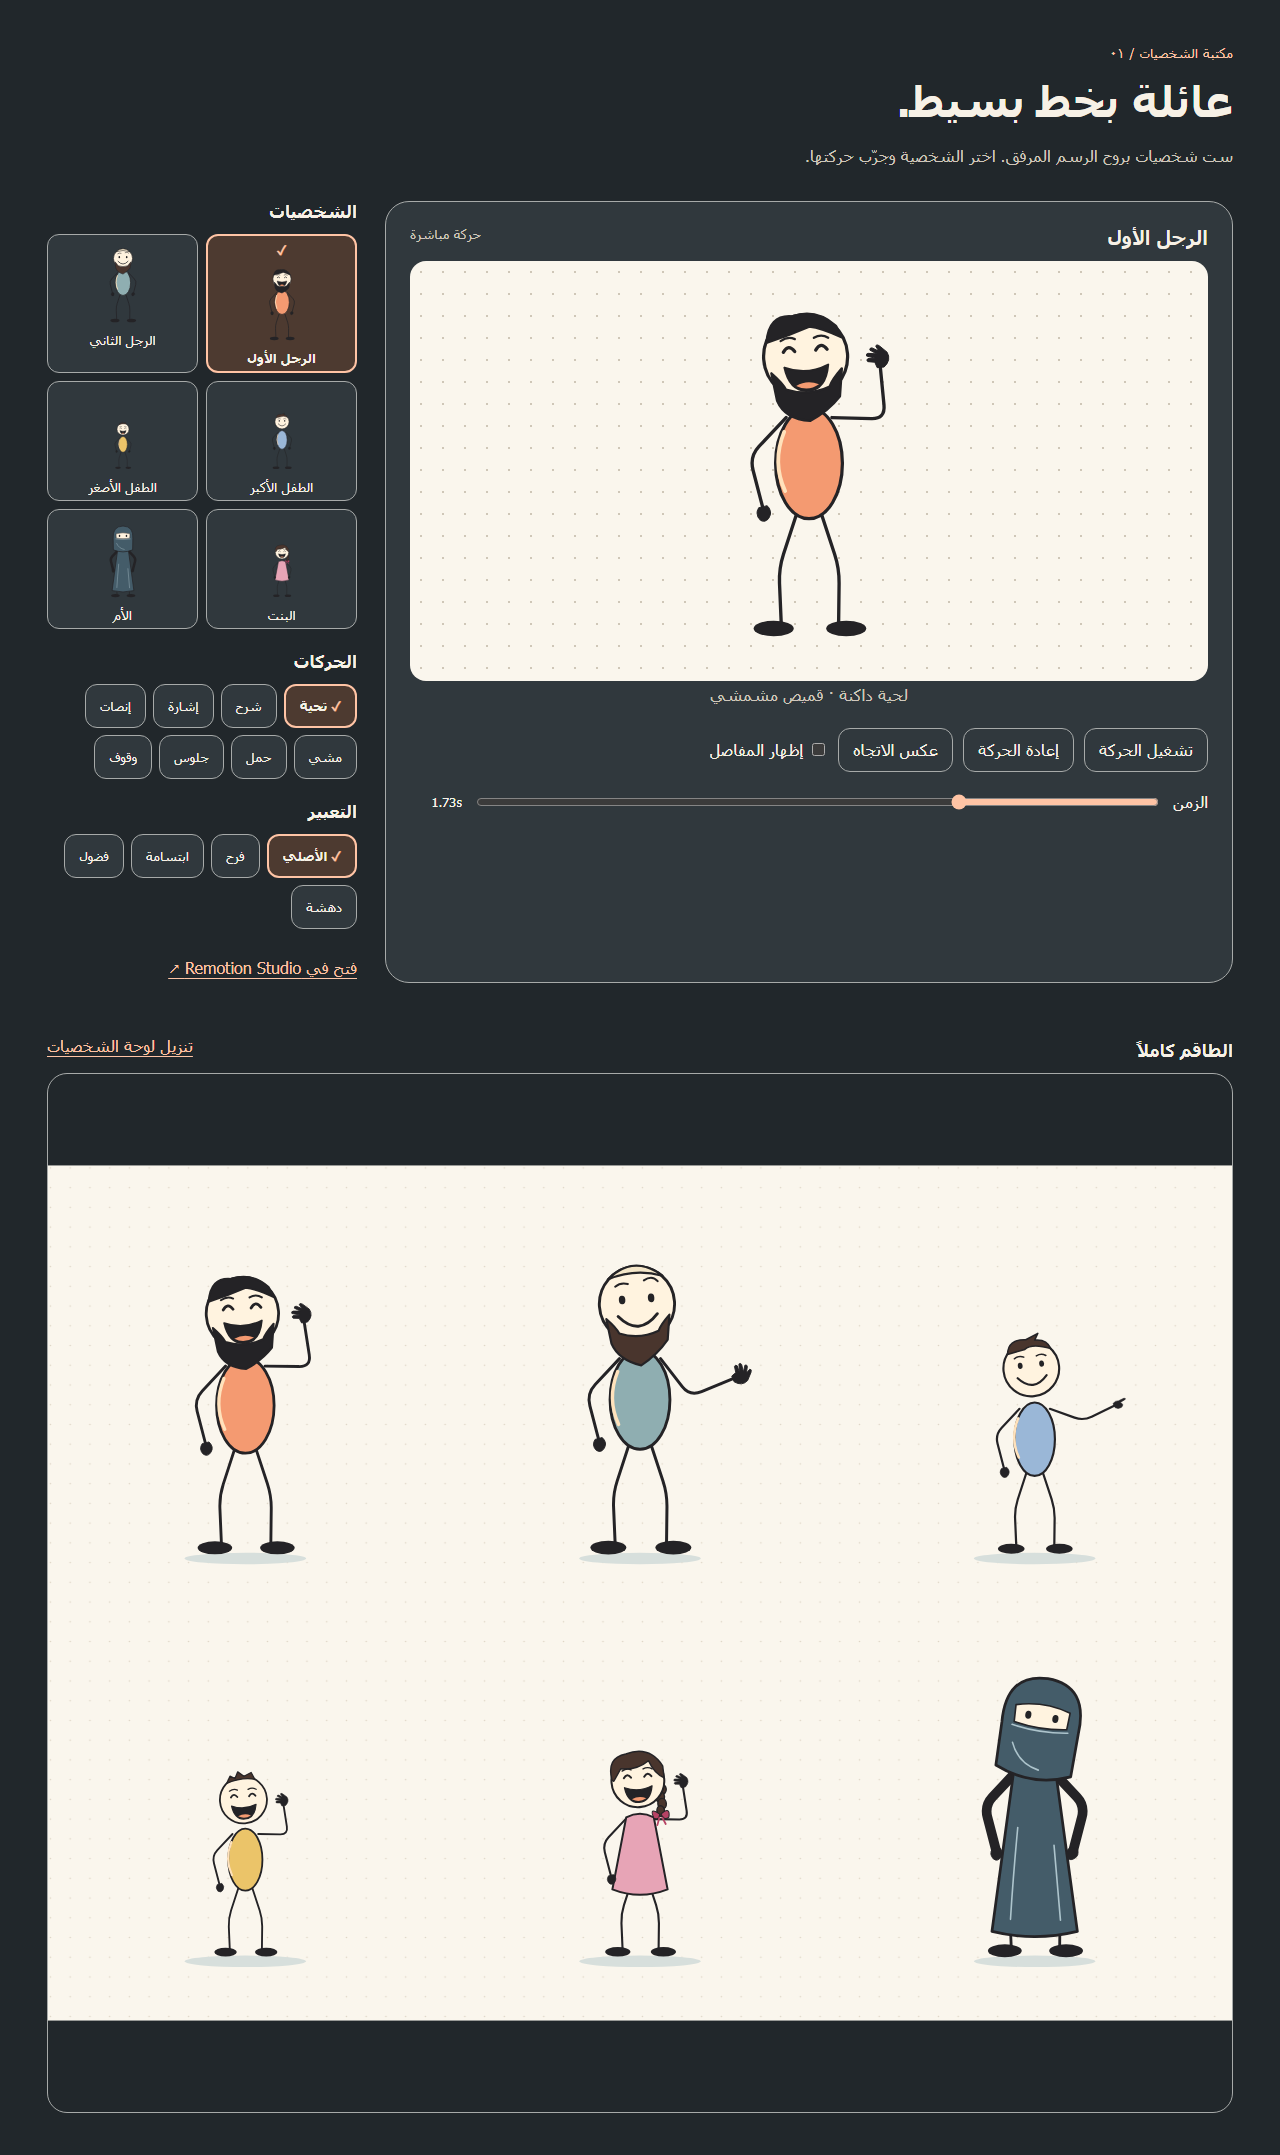 مكتبة الشخصيات / ٠١
عائلة بخط بسيط.
ست شخصيات بروح الرسم المرفق. اختر الشخصية وجرّب حركتها.
الرجل الأول
حركة مباشرة
لحية داكنة · قميص مشمشي
تشغيل الحركة
إعادة الحركة
عكس الاتجاه
إظهار المفاصل
الزمن
1.73s
الشخصيات
✓
الرجل الأول
الرجل الثاني
الطفل الأكبر
الطفل الأصغر
البنت
الأم
الحركات
✓ تحية
شرح
إشارة
إنصات
مشي
حمل
جلوس
وقوف
التعبير
✓ الأصلي
فرح
ابتسامة
فضول
دهشة
فتح في Remotion Studio ↗
الطاقم كاملاً
تنزيل لوحة الشخصيات